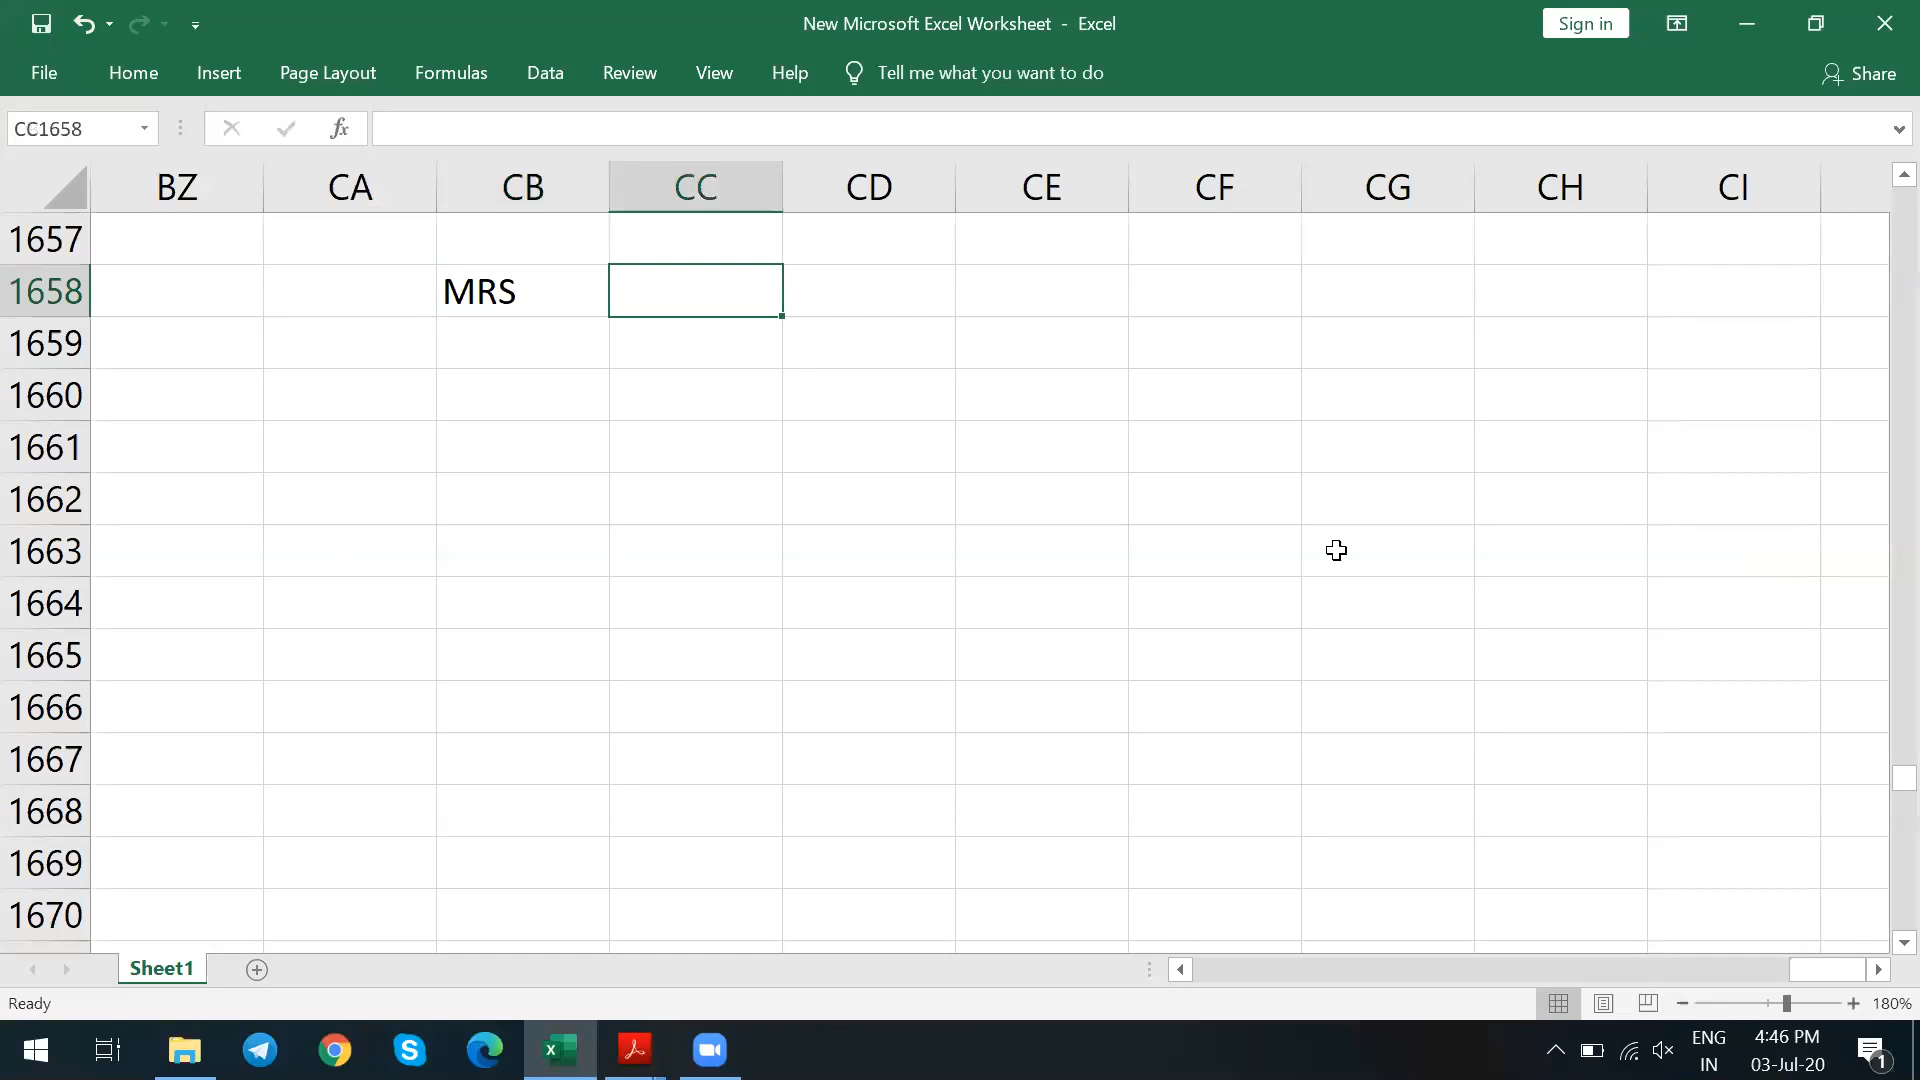 New Microsoft Excel Worksheet - Excel
Sign in
File Home Insert Page Layout Formulas Data Review View Help Tell me what you want to do Share
CC1658 fx
BZ CA CB CC CD CE CF CG CH CI
1657
1658 MRS
1659
1660
1661
1662
1663
1664
1665
1666
1667
1668
1669
1670
Sheet1
Ready 180%
ENG 4:46 PM
IN 03-Jul-20 1